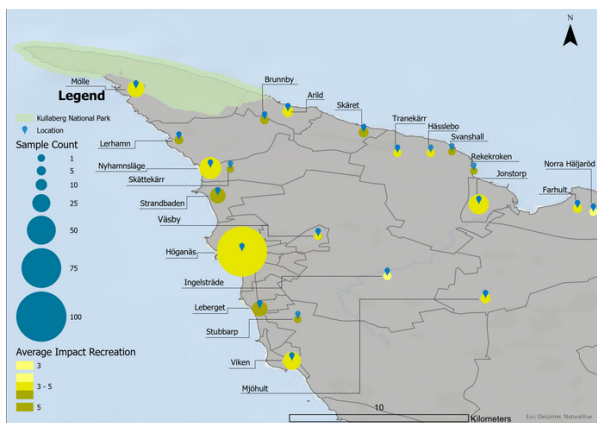 N
Mölle
Legend
Kullaberg National Park
Location
Sample Count
1
5
10
25
50
75
100
Average Impact Recreation
3
3 - 5
5
Brunnby
Arild
Skäret
Tranekärr
Hässlebo
Svanshall
Rekekroken
Jonstorp
Norra Häljaröd
Farhult
Lerhamn
Nyhamnsläge
Skättekärr
Strandbaden
Väsby
Höganäs
Ingelsträde
Leberget
Stubbarp
Viken
Mjöhult
10
Kilometers
Esri, DeLorme, NaturalVue